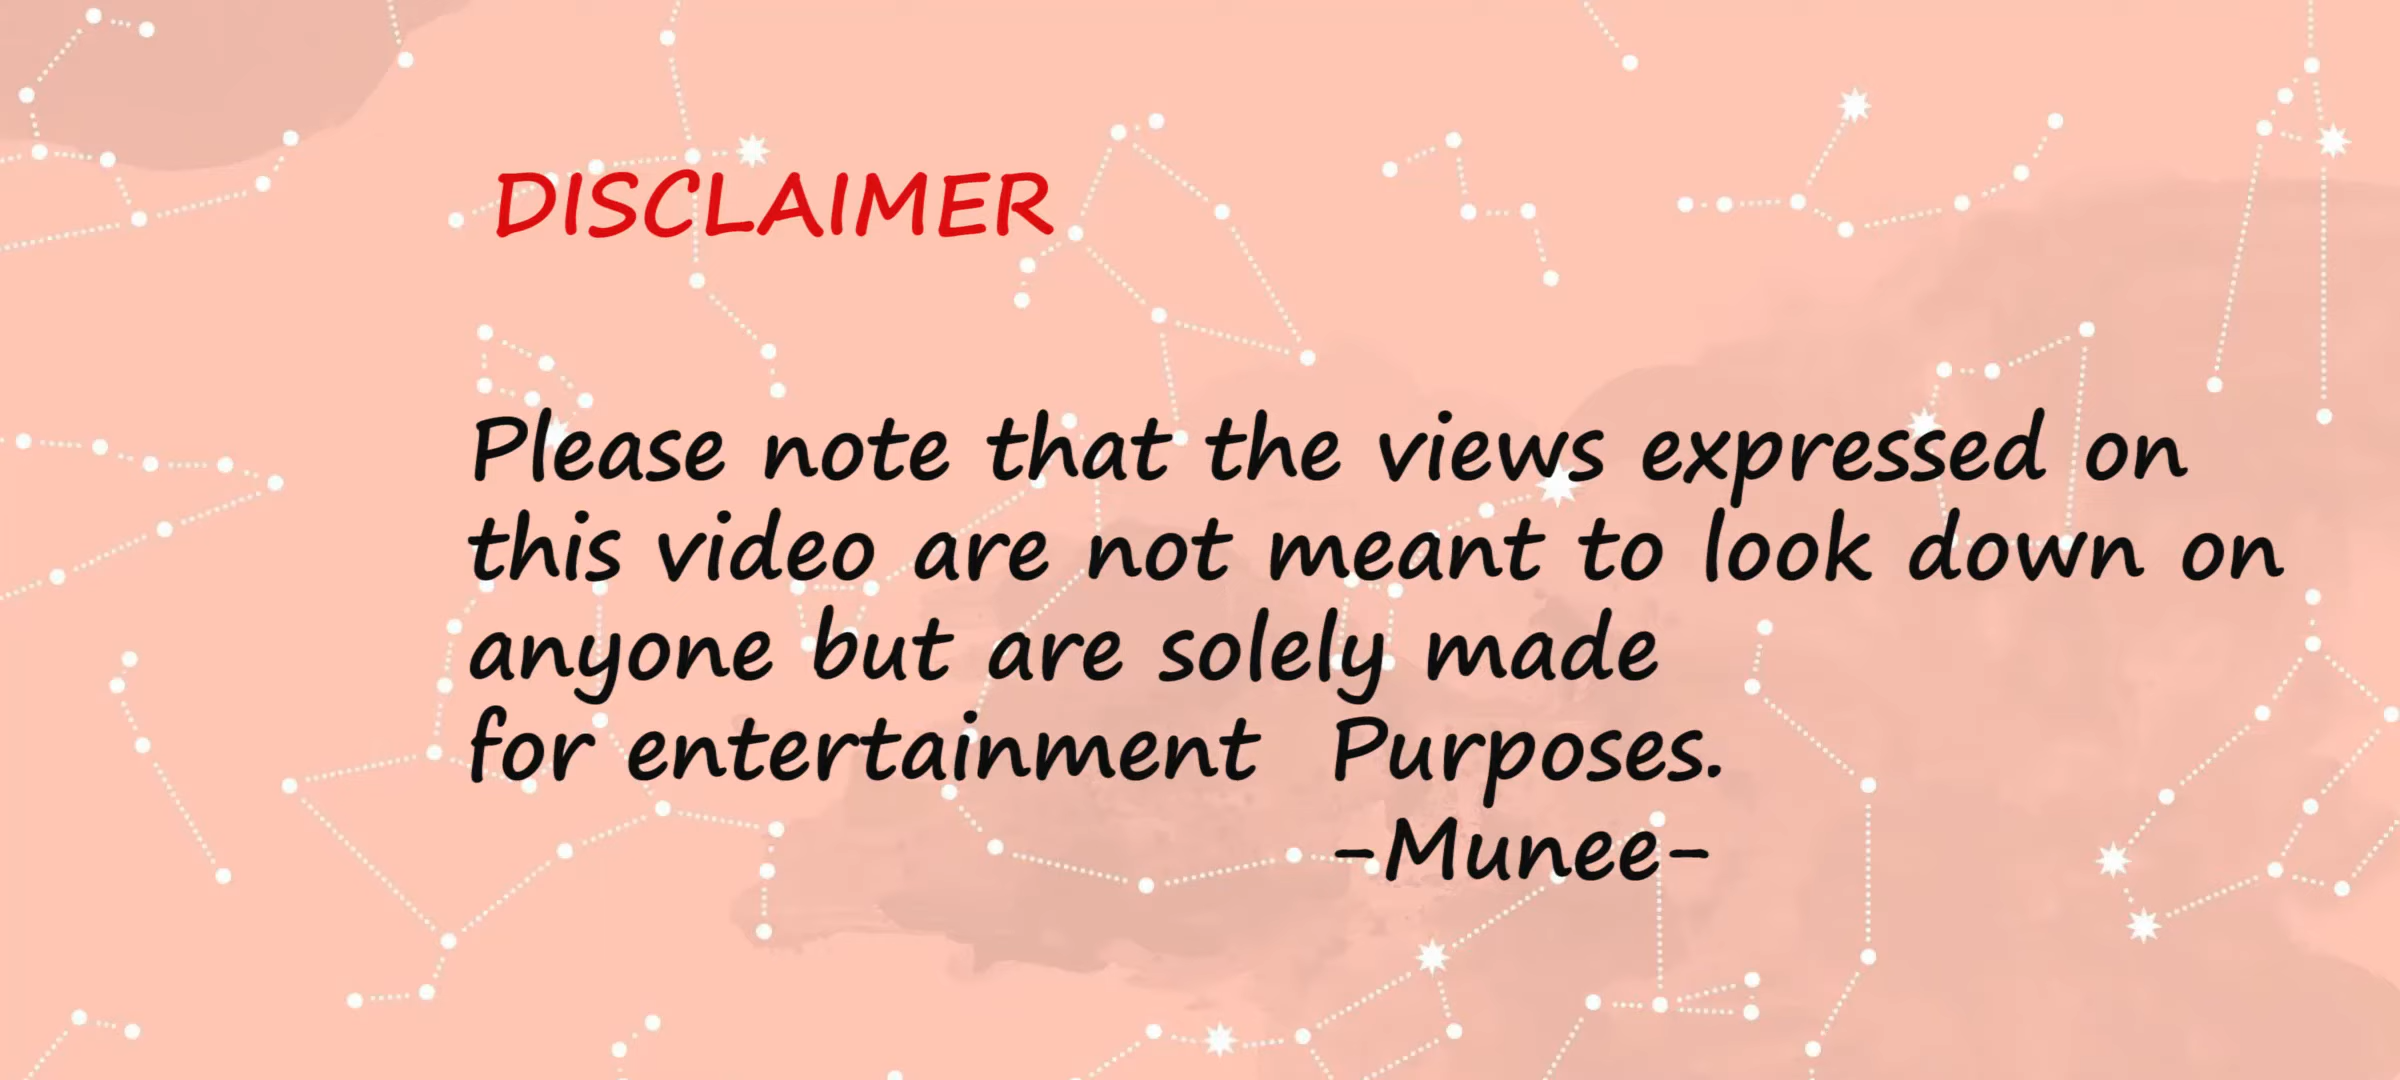 DISCLAIMER
Please note that the views expressed on
this video are not meant to look down on
anyone but are solely made
for entertainment  Purposes.
-Munee-